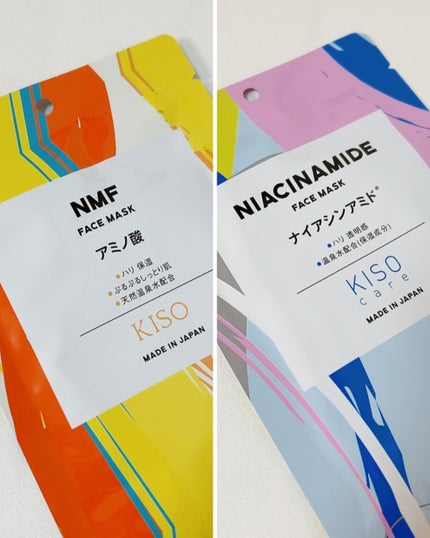 NMF
FACE MASK
アミノ酸
●ハリ 保湿
●ぷるぷるしっとり肌
●天然温泉水配合
KISO
MADE IN JAPAN
NIACINAMIDE
FACE MASK
ナイアシンアミド※
●ハリ 透明感
●温泉水配合(保湿成分)
KISO
care
MADE IN JAPAN